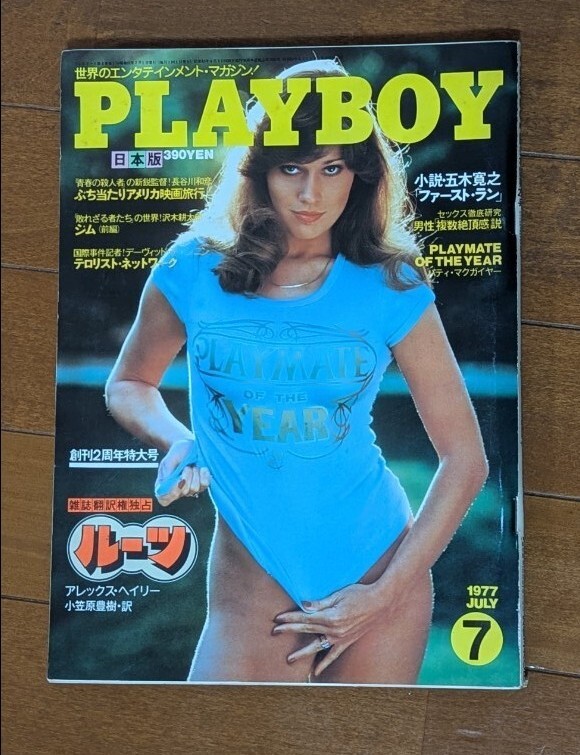 世界のエンタテインメント・マガジン!
PLAYBOY
日本版 390YEN
'青春の殺人者'の新鋭監督!長谷川和彦
ぶち当たりアメリカ映画旅行
'敗れざる者たち'の世界!沢木耕太
ジム(前編)
国際事件記者!デーヴィッド
テロリスト・ネットワーク
小説・五木寛之
「ファースト・ラン」
セックス徹底研究
男性「複数絶頂感」説
PLAYMATE
OF THE YEAR
パティ・マクガイヤー
PLAYMATE
OF THE
YEAR
創刊2周年特大号
雑誌翻訳権独占
ルーツ
アレックス・ヘイリー
小笠原豊樹・訳
1977
JULY
7